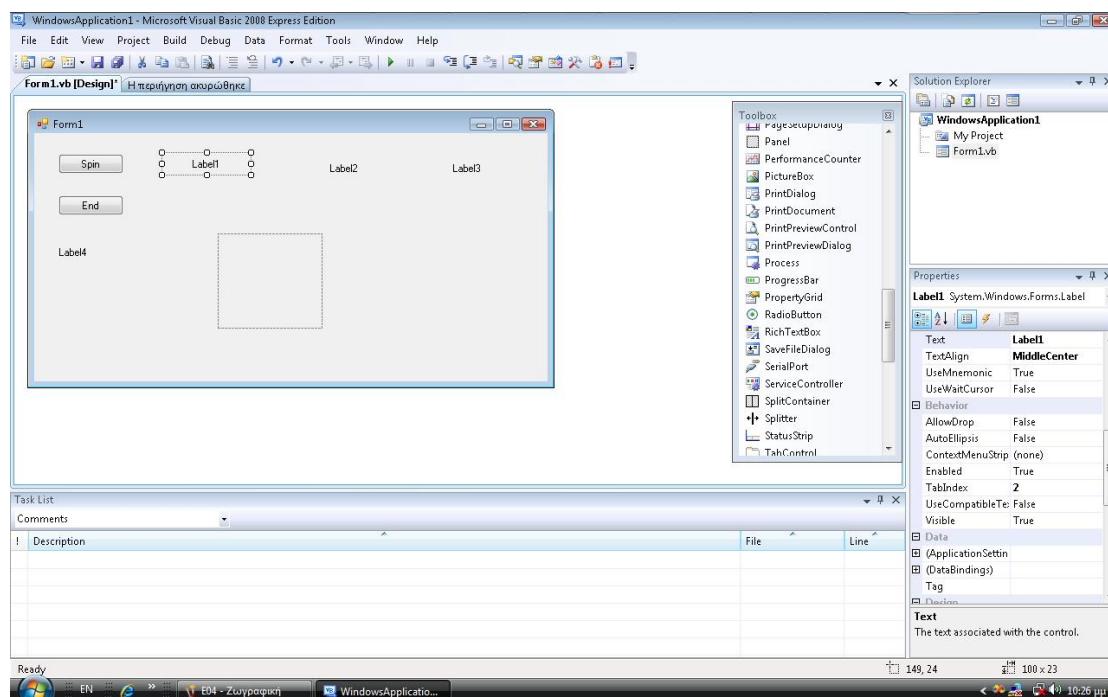 WindowsApplication1 - Microsoft Visual Basic 2008 Express Edition
File Edit View Project Build Debug Data Format Tools Window Help
Form1.vb [Design]* Η περιήγηση ακυρώθηκε
Form1
Spin
Label1
Label2
Label3
End
Label4
Toolbox
PageSetupDialog
Panel
PerformanceCounter
PictureBox
PrintDialog
PrintDocument
PrintPreviewControl
PrintPreviewDialog
Process
ProgressBar
PropertyGrid
RadioButton
RichTextBox
SaveFileDialog
SerialPort
ServiceController
SplitContainer
Splitter
StatusStrip
TabControl
Solution Explorer
WindowsApplication1
My Project
Form1.vb
Properties
Label1 System.Windows.Forms.Label
Text Label1
TextAlign MiddleCenter
UseMnemonic True
UseWaitCursor False
Behavior
AllowDrop False
AutoEllipsis False
ContextMenuStrip (none)
Enabled True
TabIndex 2
UseCompatibleTe False
Visible True
Data
(ApplicationSettin
(DataBindings)
Tag
Design
Text
The text associated with the control.
Task List
Comments
! Description File Line
Ready 149, 24 100 x 23
EN » E04 - Ζωγραφική WindowsApplicatio... 10:26 μμ